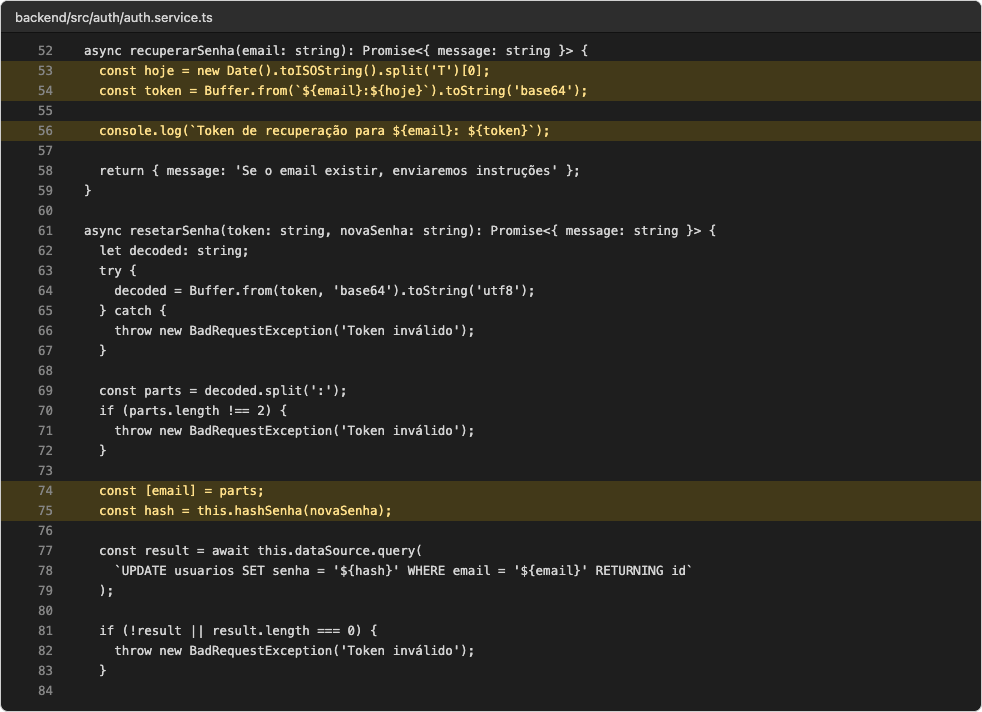 backend/src/auth/auth.service.ts
52 async recuperarSenha(email: string): Promise<{ message: string }> {
53 const hoje = new Date().toISOString().split('T')[0];
54 const token = Buffer.from(`${email}:${hoje}`).toString('base64');
55
56 console.log(`Token de recuperação para ${email}: ${token}`);
57
58 return { message: 'Se o email existir, enviaremos instruções' };
59 }
60
61 async resetarSenha(token: string, novaSenha: string): Promise<{ message: string }> {
62 let decoded: string;
63 try {
64 decoded = Buffer.from(token, 'base64').toString('utf8');
65 } catch {
66 throw new BadRequestException('Token inválido');
67 }
68
69 const parts = decoded.split(':');
70 if (parts.length !== 2) {
71 throw new BadRequestException('Token inválido');
72 }
73
74 const [email] = parts;
75 const hash = this.hashSenha(novaSenha);
76
77 const result = await this.dataSource.query(
78 `UPDATE usuarios SET senha = '${hash}' WHERE email = '${email}' RETURNING id`
79 );
80
81 if (!result || result.length === 0) {
82 throw new BadRequestException('Token inválido');
83 }
84